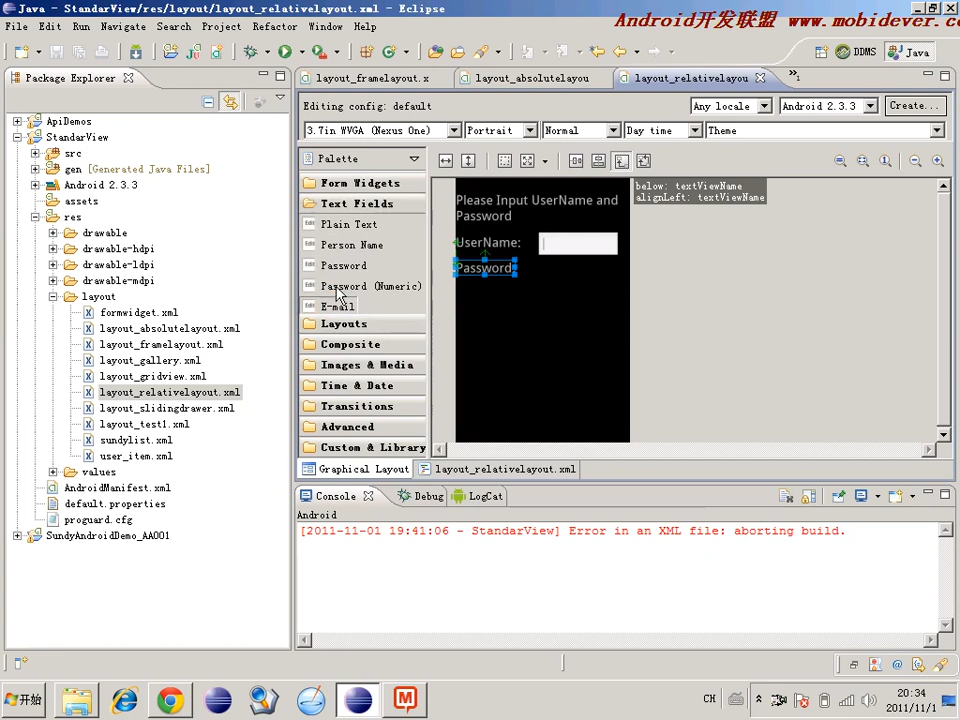 Java - StandarView/res/layout/layout_relativelayout.xml - Eclipse
File Edit Run Navigate Search Project Refactor Window Help
Android开发联盟 www.mobidever.co
DDMS Java
Package Explorer
layout_framelayout.x layout_absolutelayou layout_relativelayou »1
Editing config: default
Any locale Android 2.3.3 Create...
3.7in WVGA (Nexus One) Portrait Normal Day time Theme
Palette
Form Widgets
Text Fields
Plain Text
Person Name
Password
Password (Numeric)
E-mail
Layouts
Composite
Images & Media
Time & Date
Transitions
Advanced
Custom & Library
Please Input UserName and
Password
UserName:
Password
below: textViewName
alignLeft: textViewName
ApiDemos
StandarView
src
gen [Generated Java Files]
Android 2.3.3
assets
res
drawable
drawable-hdpi
drawable-ldpi
drawable-mdpi
layout
formwidget.xml
layout_absolutelayout.xml
layout_framelayout.xml
layout_gallery.xml
layout_gridview.xml
layout_relativelayout.xml
layout_slidingdrawer.xml
layout_test1.xml
sundylist.xml
user_item.xml
values
AndroidManifest.xml
default.properties
proguard.cfg
SundyAndroidDemo_AA001
Graphical Layout layout_relativelayout.xml
Console Debug LogCat
Android
[2011-11-01 19:41:06 - StandarView] Error in an XML file: aborting build.
开始
CH
20:34
2011/11/1